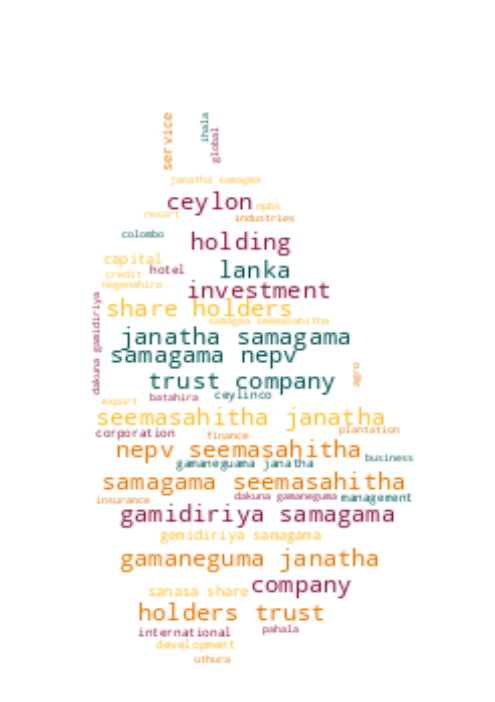 service
ihala
global
janatha samagma
ceylon
npbs
resort
industries
colombo
holding
capital
lanka
credit
hotel
negenahira
investment
dakuna gamidiriya
share holders
samagma seemasahitha
janatha samagama
samagama nepv
agro
trust company
batahira
ceylinco
export
seemasahitha janatha
corporation
finance
plantation
nepv seemasahitha
gamaneguama janatha
business
samagama seemasahitha
insurance
dakuna gamaneguma
management
gamidiriya samagama
gemidiriya samagama
gamaneguma janatha
sanasa share
company
holders trust
international
pahala
development
uthura